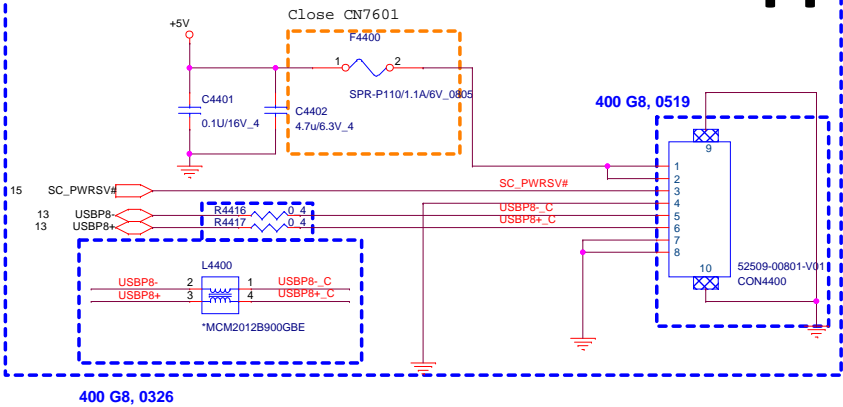 Close CN7601
+5V
F4400
1
2
SPR-P110/1.1A/6V_0805
C4401
0.1U/16V_4
C4402
4.7u/6.3V_4
400 G8, 0519
9
1
2
15 SC_PWRSV# SC_PWRSV# 3
4
13 USBP8- R4416 0_4 USBP8-_C 5
13 USBP8+ R4417 0_4 USBP8+_C 6
7
8
10
52509-00801-V01
CON4400
L4400
USBP8- 2 1 USBP8-_C
USBP8+ 3 4 USBP8+_C
*MCM2012B900GBE
400 G8, 0326